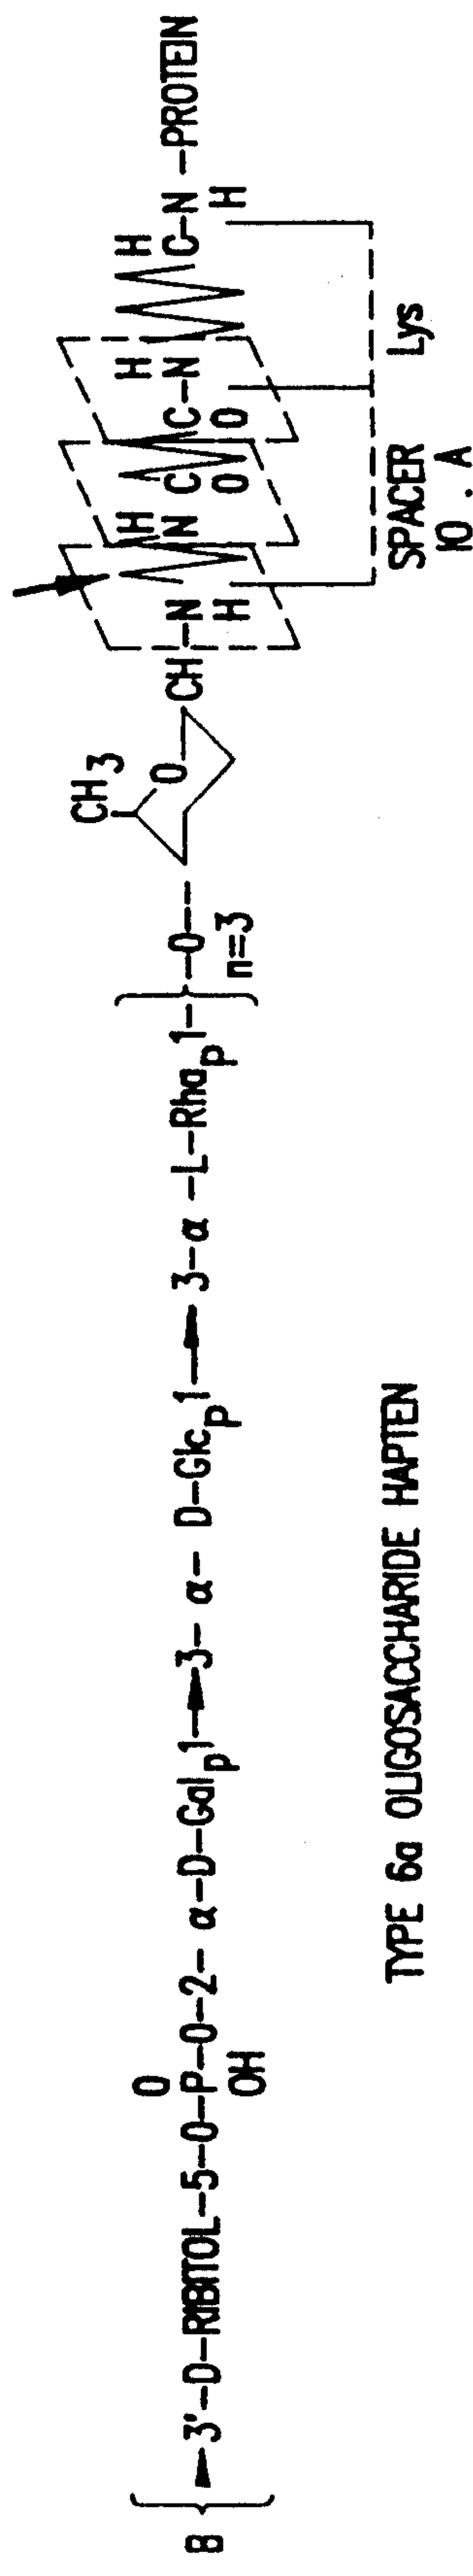 B { 3'-D-RIBITOL-5-O-P-O-2- α-D-Galp1 3- α- D-Glcp1 3-α -L-Rhap1- } -O-- CH-N N C C-N C-N -PROTEIN
O
OH
n=3
CH3
O
H
H
O
O
H
H
H
SPACER
10 . A
Lys
TYPE 6a OLIGOSACCHARIDE HAPTEN